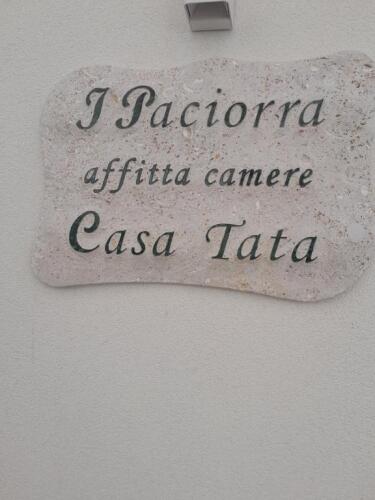 I Paciorra
affitta camere
Casa Tata